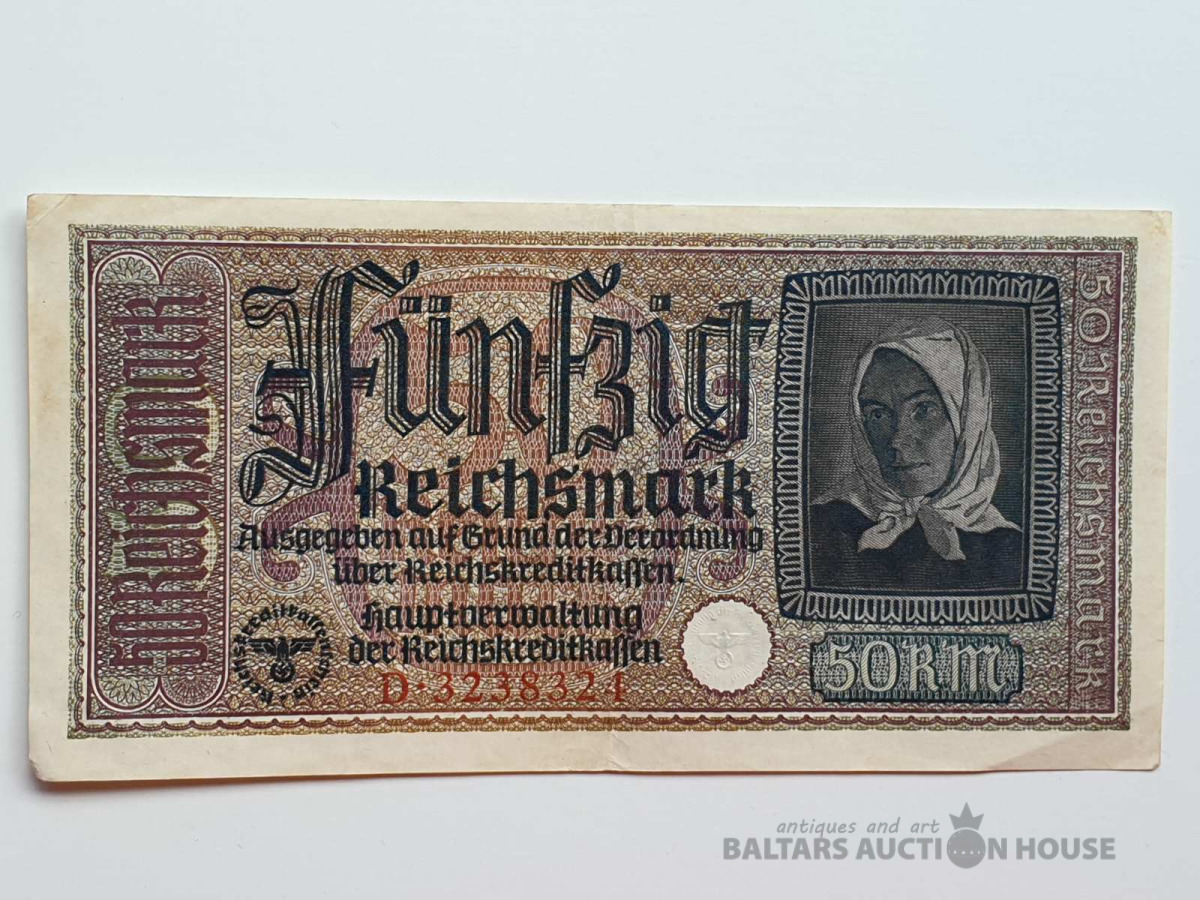 50 Reichsmark
Fünfzig
Reichsmark
Ausgegeben auf Grund der Verordnung
über Reichskreditkassen.
Hauptverwaltung
der Reichskreditkassen
D·3238324
50 RM
50 Reichsmark
antiques and art
BALTARS AUCTION HOUSE